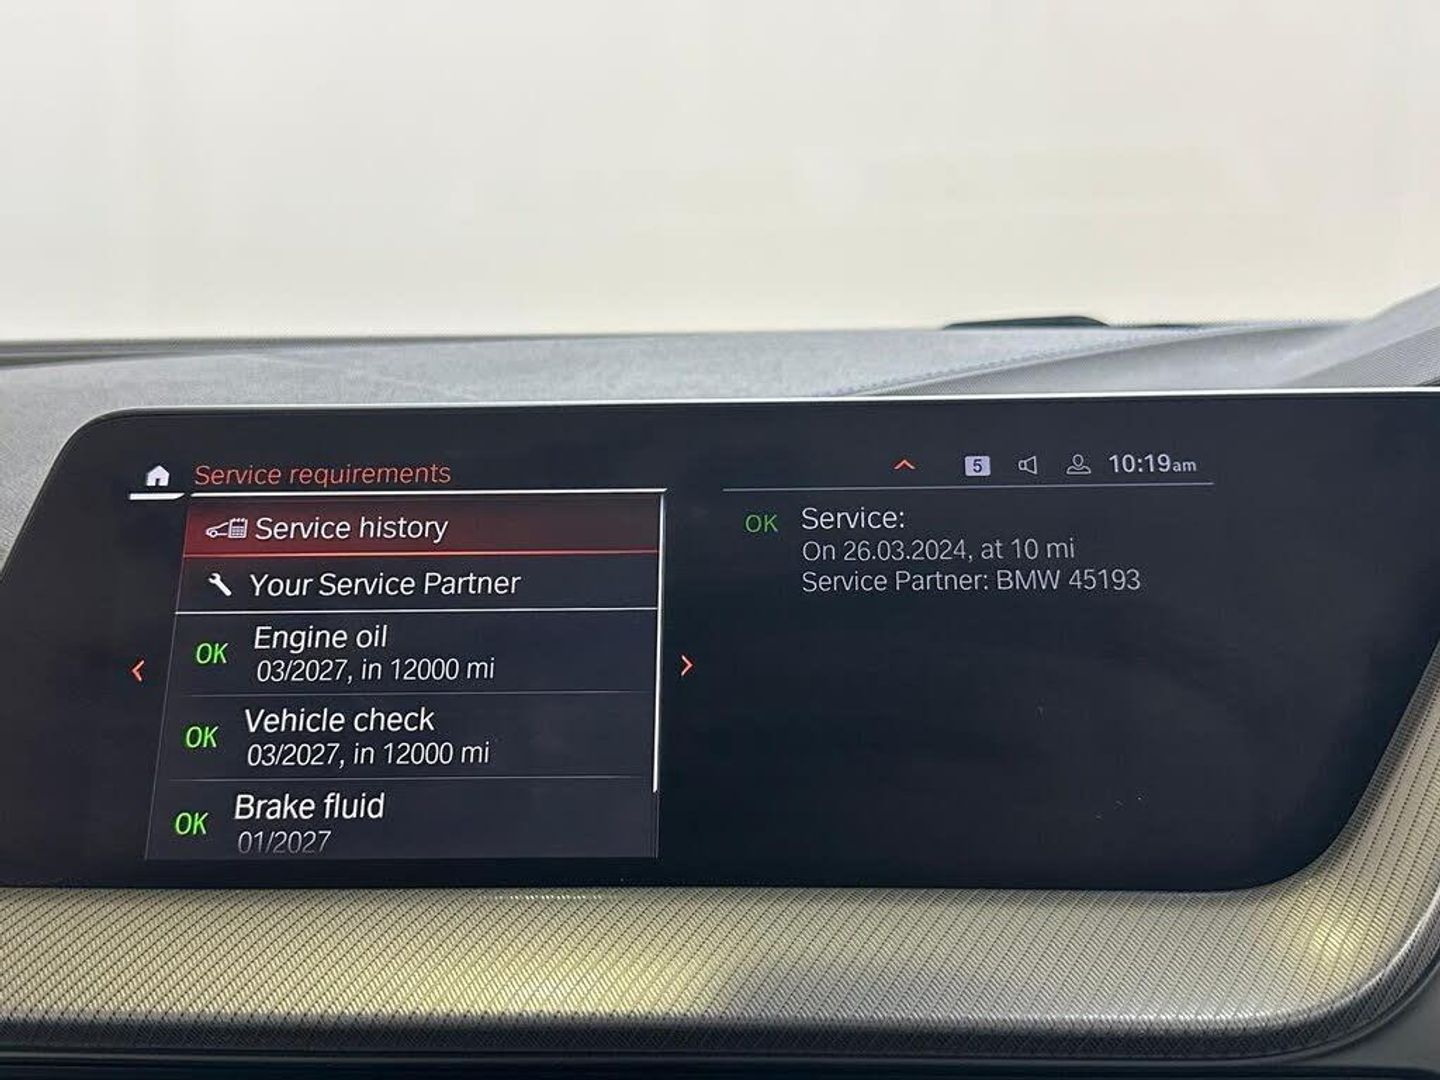 Service requirements
5
10:19am
Service history
Your Service Partner
OK Engine oil
03/2027, in 12000 mi
OK Vehicle check
03/2027, in 12000 mi
OK Brake fluid
01/2027
OK Service:
On 26.03.2024, at 10 mi
Service Partner: BMW 45193